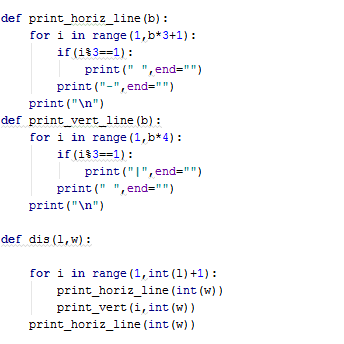 def print_horiz_line(b):
    for i in range(1,b*3+1):
        if(i%3==1):
            print(" ",end="")
        print("-",end="")
    print("\n")
def print_vert_line(b):
    for i in range(1,b*4):
        if(i%3==1):
            print("|",end="")
        print(" ",end="")
    print("\n")

def dis(l,w):

    for i in range(1,int(l)+1):
        print_horiz_line(int(w))
        print_vert(i,int(w))
    print_horiz_line(int(w))